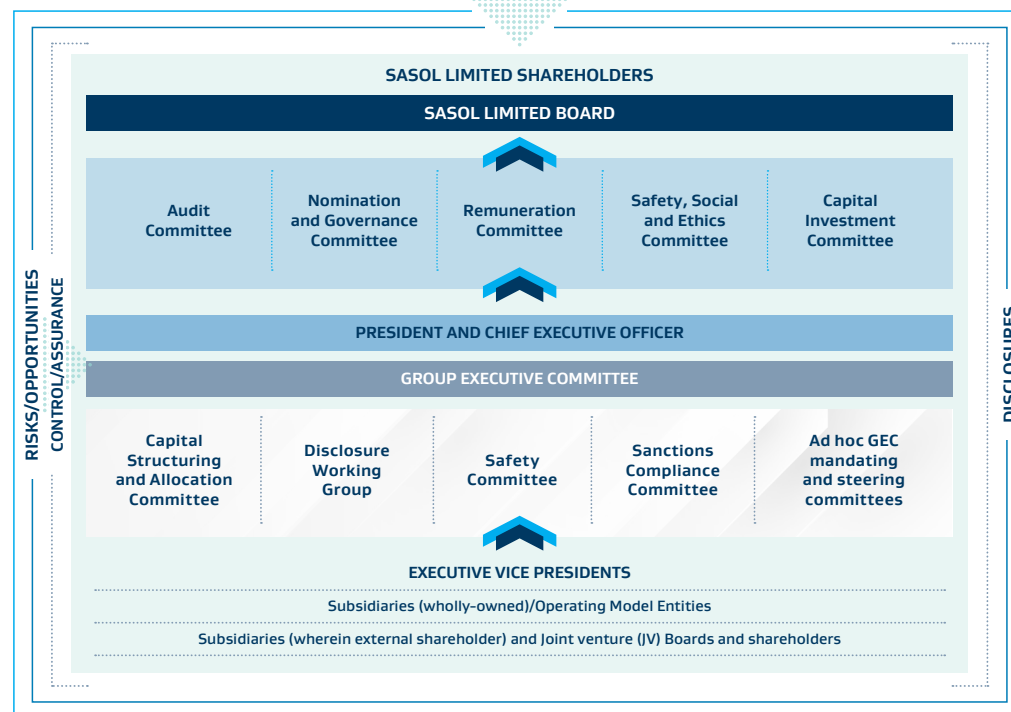 SASOL LIMITED SHAREHOLDERS
SASOL LIMITED BOARD
Audit
Committee
Nomination
and Governance
Committee
Remuneration
Committee
Safety, Social
and Ethics
Committee
Capital
Investment
Committee
RISKS/OPPORTUNITIES
CONTROL/ASSURANCE
DISCLOSURES
PRESIDENT AND CHIEF EXECUTIVE OFFICER
GROUP EXECUTIVE COMMITTEE
Capital
Structuring
and Allocation
Committee
Disclosure
Working
Group
Safety
Committee
Sanctions
Compliance
Committee
Ad hoc GEC
mandating
and steering
committees
EXECUTIVE VICE PRESIDENTS
Subsidiaries (wholly-owned)/Operating Model Entities
Subsidiaries (wherein external shareholder) and Joint venture (JV) Boards and shareholders